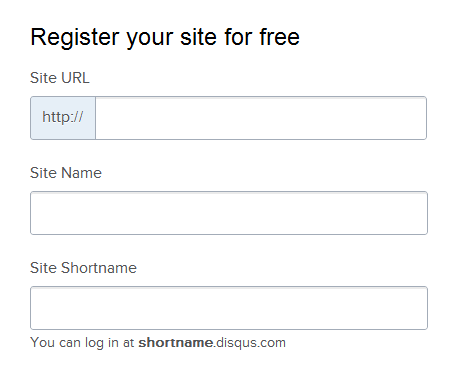 Register your site for free
Site URL
http://
Site Name
Site Shortname
You can log in at shortname.disqus.com